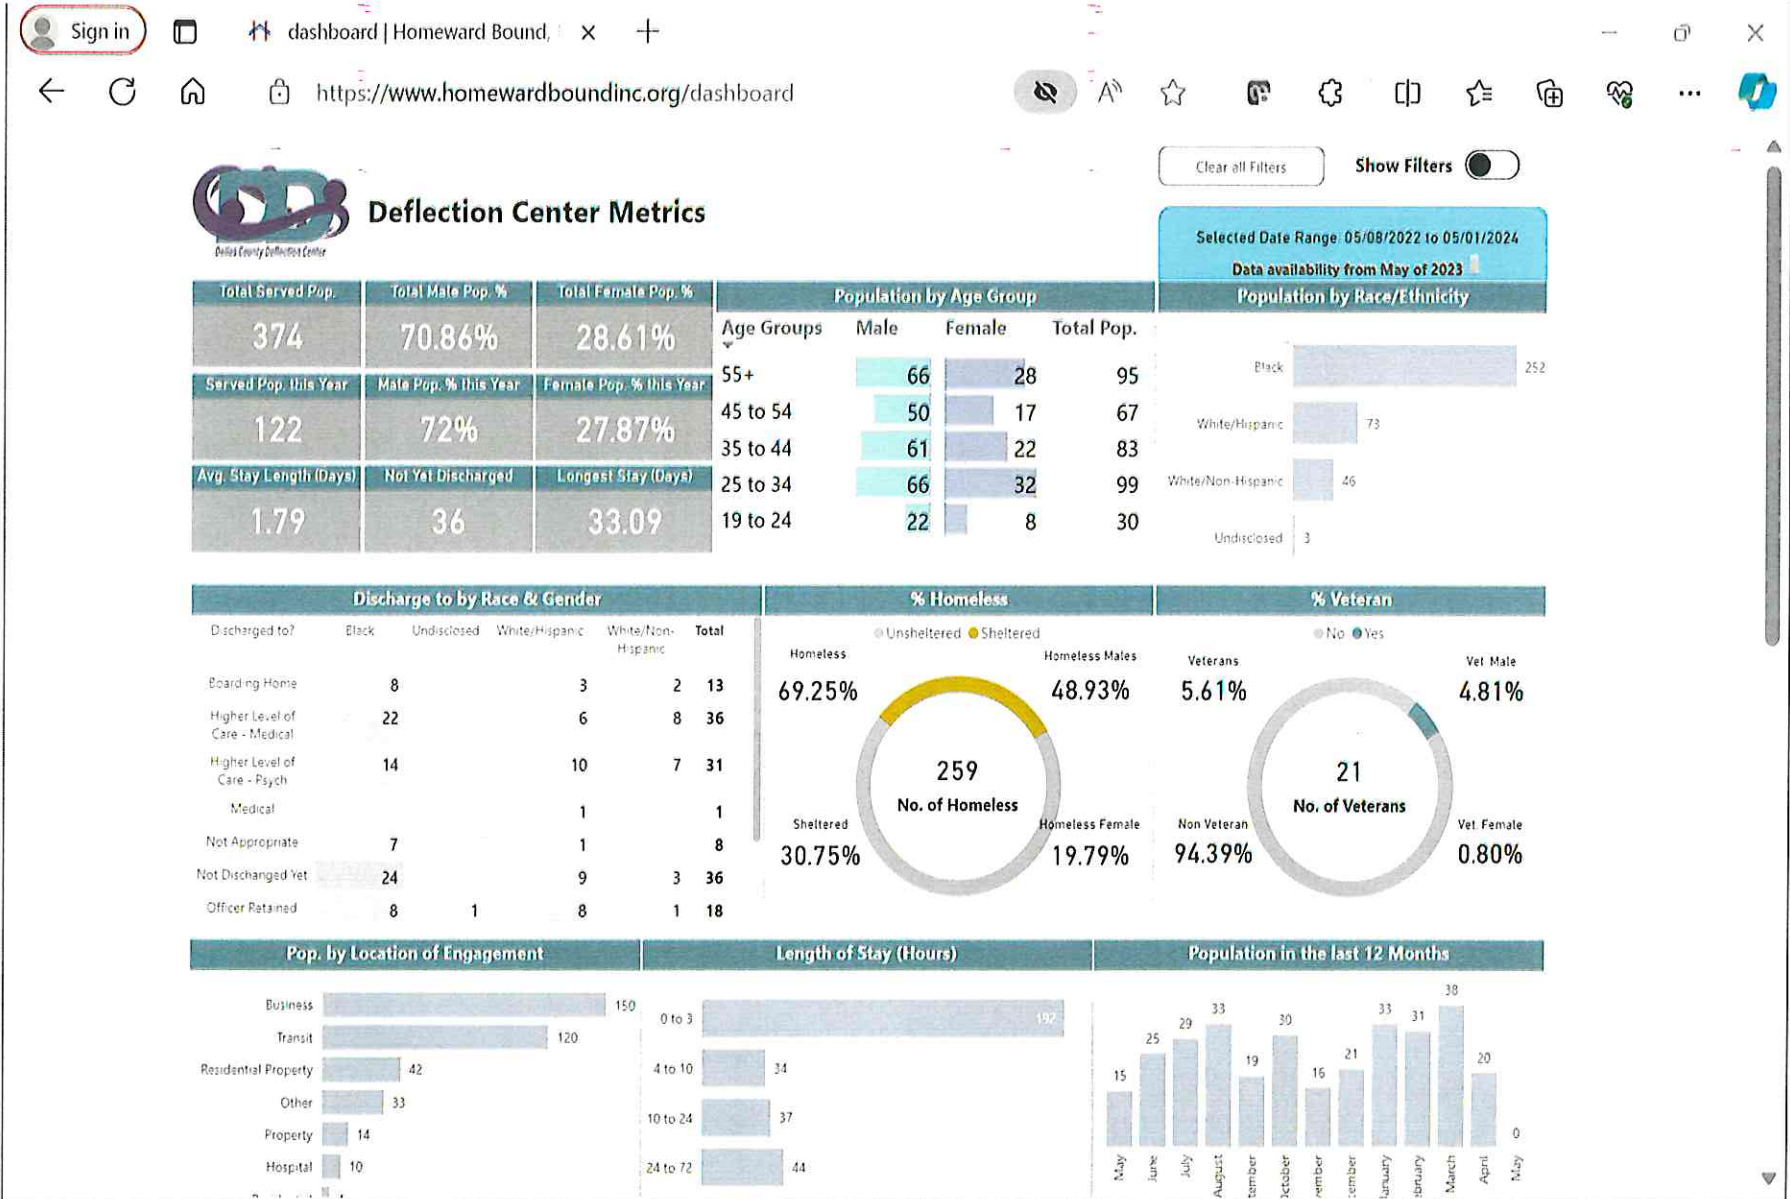 Sign in
dashboard | Homeward Bound,
https://www.homewardboundinc.org/dashboard
Clear all Filters
Show Filters
Dallas County Deflection Center
Deflection Center Metrics
Selected Date Range: 05/08/2022 to 05/01/2024
Data availability from May of 2023
Total Served Pop. Total Male Pop. % Total Female Pop. %
374 70.86% 28.61%
Served Pop. this Year Male Pop. % this Year Female Pop. % this Year
122 72% 27.87%
Avg. Stay Length (Days) Not Yet Discharged Longest Stay (Days)
1.79 36 33.09
Population by Age Group
Age Groups Male Female Total Pop.
55+ 66 28 95
45 to 54 50 17 67
35 to 44 61 22 83
25 to 34 66 32 99
19 to 24 22 8 30
Population by Race/Ethnicity
Black 252
White/Hispanic 73
White/Non-Hispanic 46
Undisclosed 3
Discharge to by Race & Gender
Discharged to? Black Undisclosed White/Hispanic White/Non-
Hispanic Total
Boarding Home 8 3 2 13
Higher Level of
Care - Medical 22 6 8 36
Higher Level of
Care - Psych 14 10 7 31
Medical 1 1
Not Appropriate 7 1 8
Not Dischanged Yet 24 9 3 36
Officer Retained 8 1 8 1 18
% Homeless
Unsheltered Sheltered
Homeless
69.25%
Homeless Males
48.93%
259
No. of Homeless
Sheltered
30.75%
Homeless Female
19.79%
% Veteran
No Yes
Veterans
5.61%
Vet Male
4.81%
21
No. of Veterans
Non Veteran
94.39%
Vet. Female
0.80%
Pop. by Location of Engagement
Business 150
Transit 120
Residential Property 42
Other 33
Property 14
Hospital 10
Length of Stay (Hours)
0 to 3 192
4 to 10 34
10 to 24 37
24 to 72 44
Population in the last 12 Months
15 25 29 33 19 30 16 21 33 31 38 20 0
May
June
July
August
tember
October
vember
cember
January
bruary
March
April
May